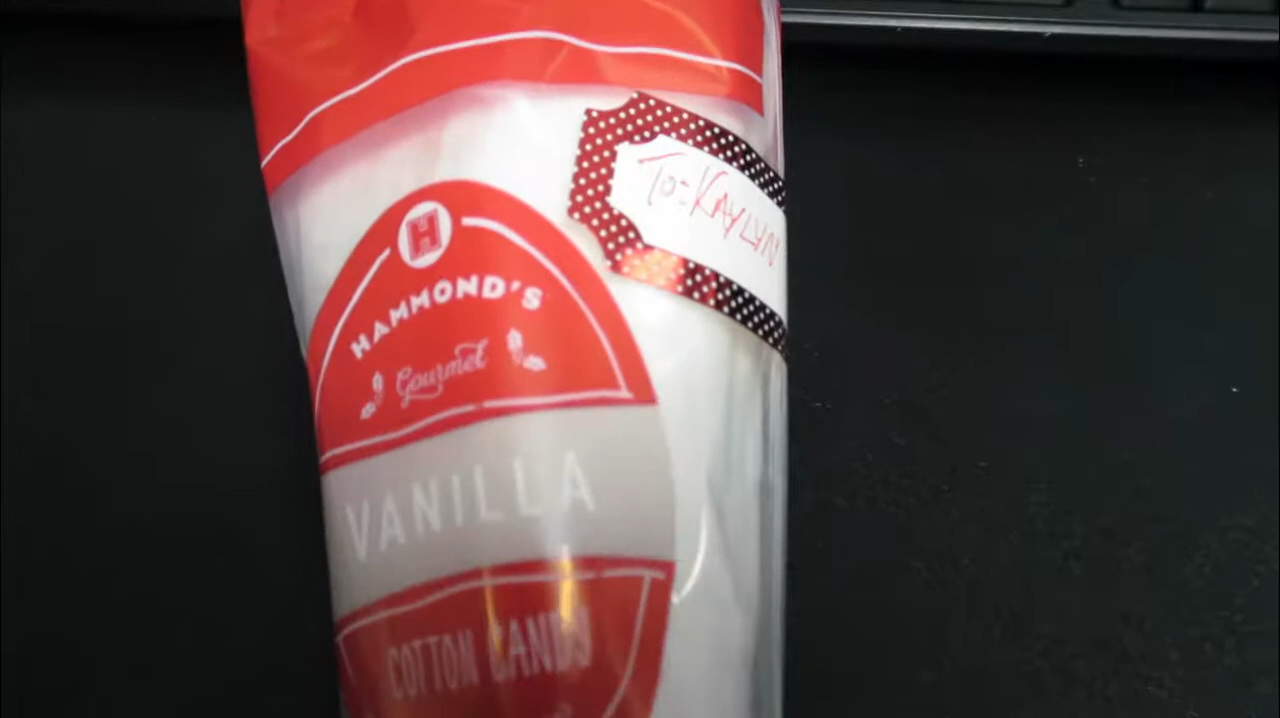 To: KAYLYN
H
HAMMOND'S
Gourmet
VANILLA
COTTON CANDY